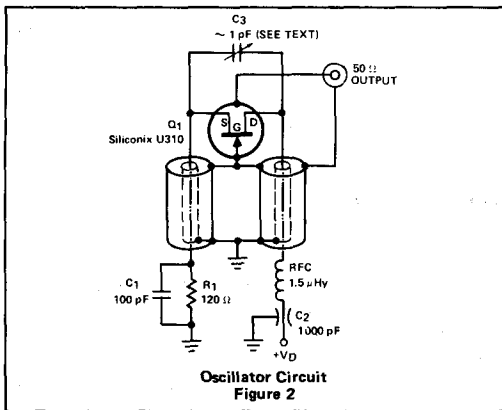 C3
~ 1 pF (SEE TEXT)
50 Ω
OUTPUT
Q1
Siliconix U310
S
G
D
C1
100 pF
R1
120 Ω
RFC
1.5 μHy
C2
1000 pF
+VD
Oscillator Circuit
Figure 2